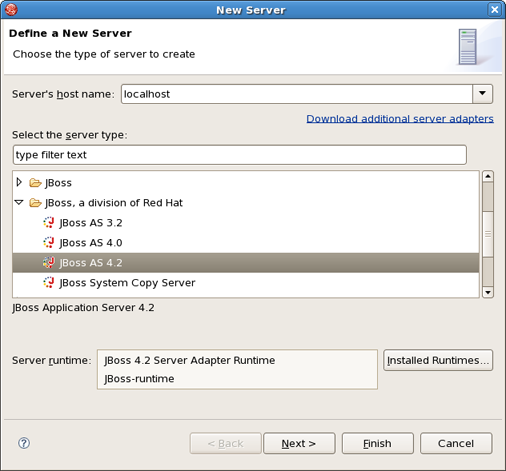 New Server
Define a New Server
Choose the type of server to create
Server's host name: localhost
Download additional server adapters
Select the server type:
type filter text
JBoss
JBoss, a division of Red Hat
JBoss AS 3.2
JBoss AS 4.0
JBoss AS 4.2
JBoss System Copy Server
JBoss Application Server 4.2
Server runtime: JBoss 4.2 Server Adapter Runtime Installed Runtimes...
JBoss-runtime
? < Back Next > Finish Cancel